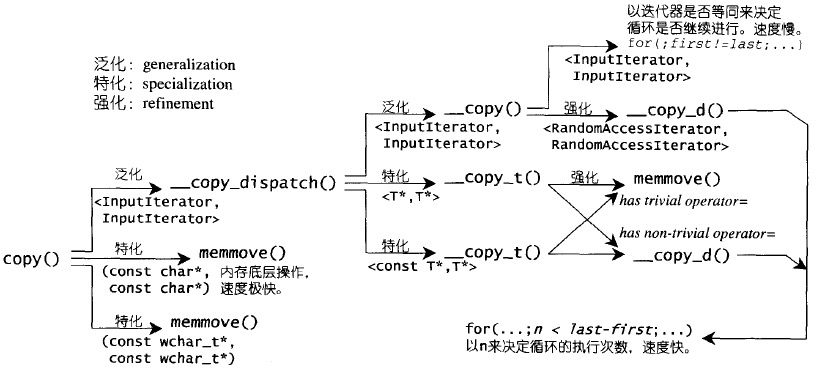 以迭代器是否等同来决定
循环是否继续进行。速度慢。
for(;first!=last;...)
<InputIterator,
InputIterator>
泛化: generalization
特化: specialization
强化: refinement
泛化
__copy()
<InputIterator,
InputIterator>
强化
__copy_d()
<RandomAccessIterator,
RandomAccessIterator>
泛化
__copy_dispatch()
<InputIterator,
InputIterator>
特化
__copy_t()
<T*,T*>
强化
memmove()
has trivial operator=
has non-trivial operator=
特化
__copy_t()
<const T*,T*>
__copy_d()
copy()
特化
memmove()
(const char*, 内存底层操作,
const char*) 速度极快。
特化
memmove()
(const wchar_t*,
const wchar_t*)
for(...;n < last-first;...)
以n来决定循环的执行次数, 速度快。